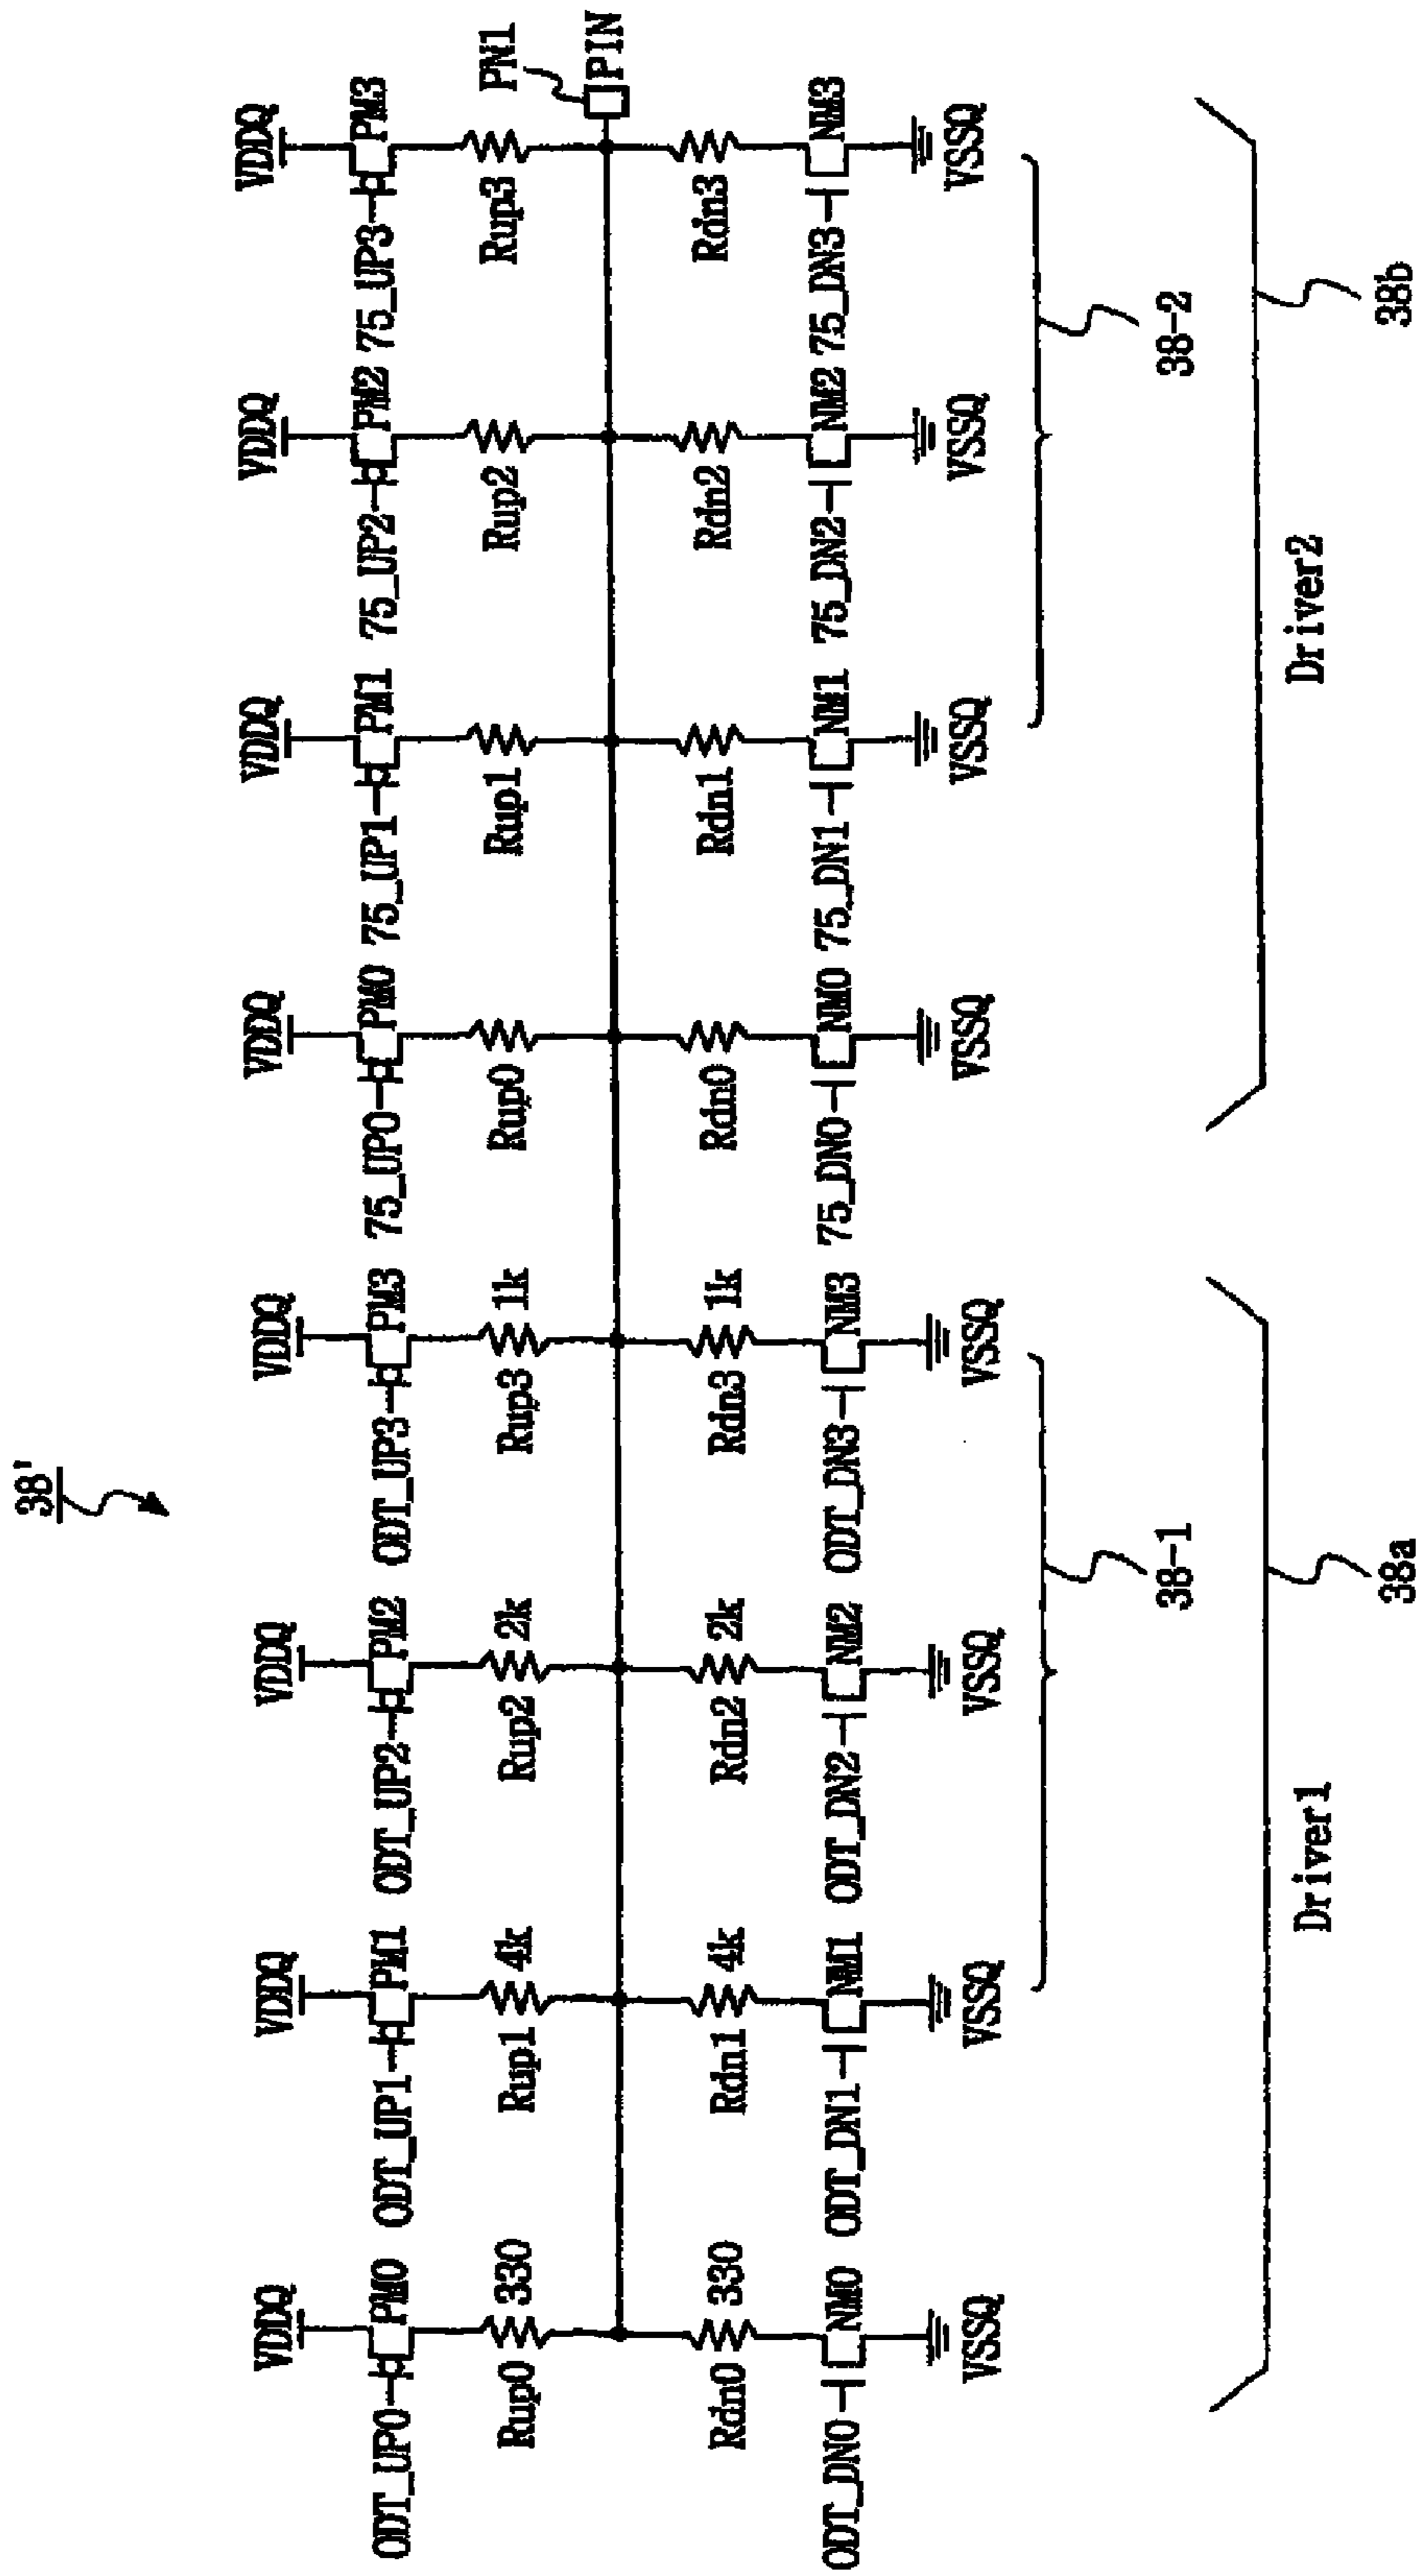 38'
VDDQ VDDQ VDDQ VDDQ VDDQ VDDQ VDDQ VDDQ
ODT_UP0 PM0 ODT_UP1 PM1 ODT_UP2 PM2 ODT_UP3 PM3 75_UP0 PM0 75_UP1 PM1 75_UP2 PM2 75_UP3 PM3
Rup0 330 Rup1 4k Rup2 2k Rup3 1k Rup0 Rup1 Rup2 Rup3
PN1
PIN
Rdn0 330 Rdn1 4k Rdn2 2k Rdn3 1k Rdn0 Rdn1 Rdn2 Rdn3
ODT_DN0 NM0 ODT_DN1 NM1 ODT_DN2 NM2 ODT_DN3 NM3 75_DN0 NM0 75_DN1 NM1 75_DN2 NM2 75_DN3 NM3
VSSQ VSSQ VSSQ VSSQ VSSQ VSSQ VSSQ VSSQ
38-1 38-2
Driver1 Driver2
38a 38b